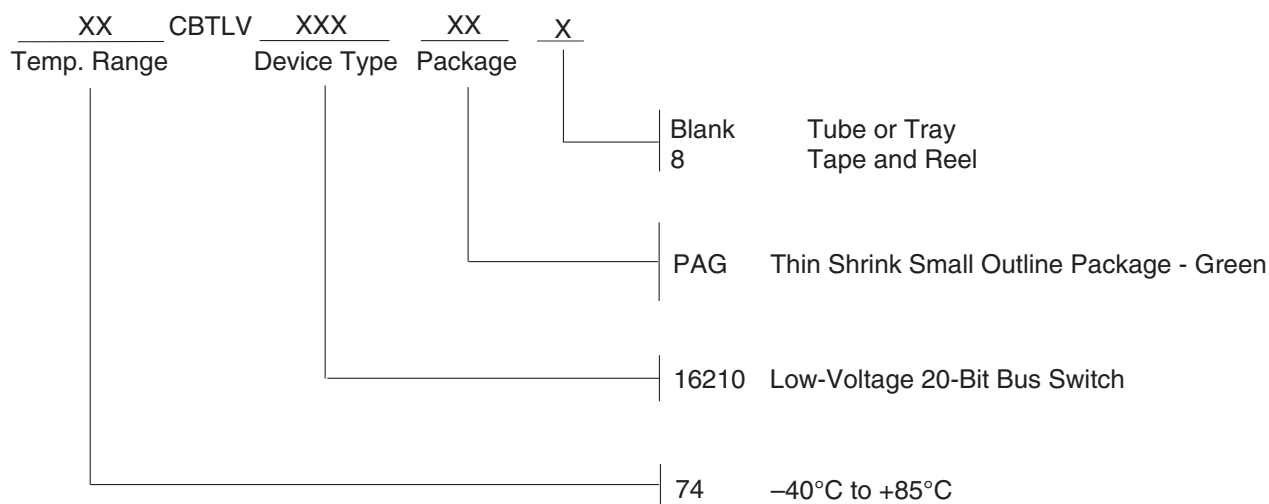 XX CBTLV XXX XX X
Temp. Range Device Type Package
Blank Tube or Tray
8 Tape and Reel
PAG Thin Shrink Small Outline Package - Green
16210 Low-Voltage 20-Bit Bus Switch
74 –40°C to +85°C